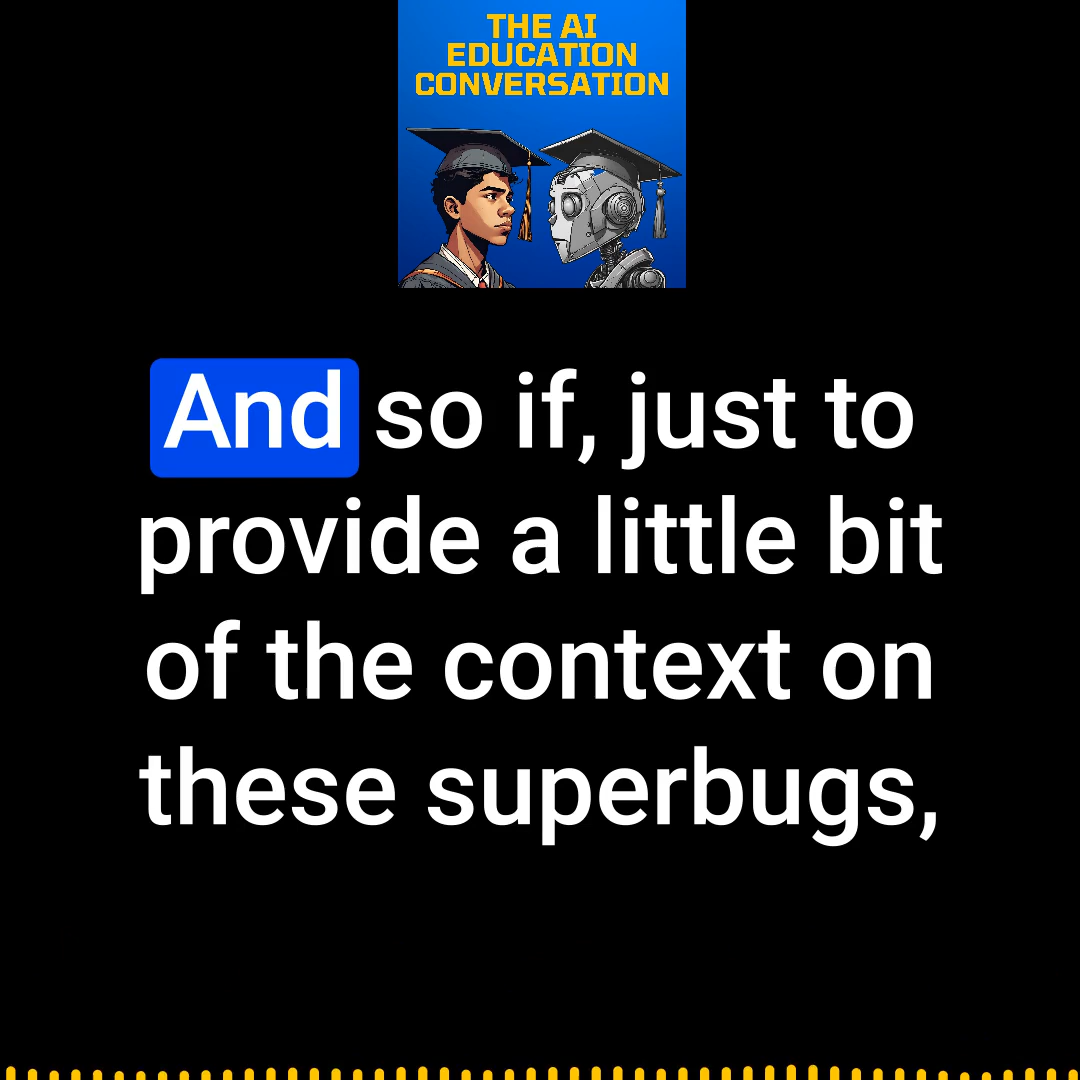 THE AI
EDUCATION
CONVERSATION
And so if, just to
provide a little bit
of the context on
these superbugs,